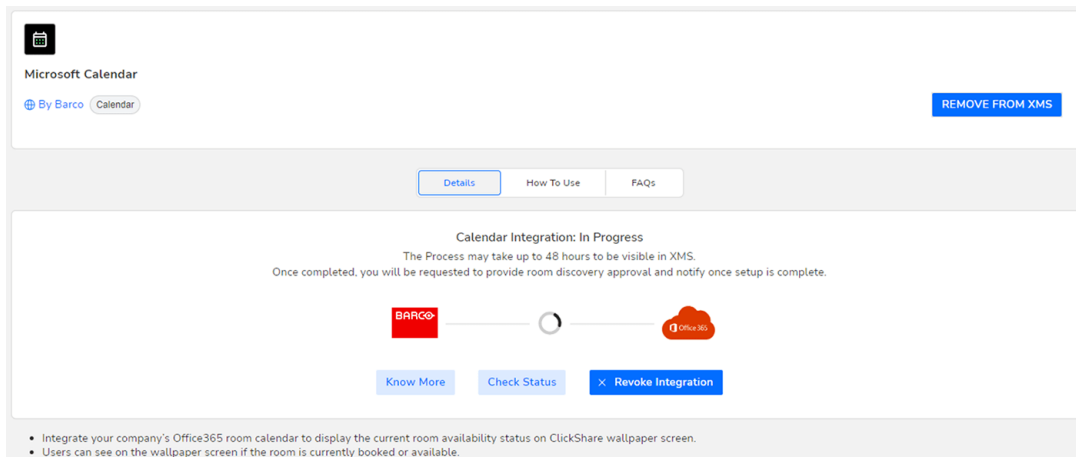 Microsoft Calendar
By Barco Calendar
REMOVE FROM XMS
Details How To Use FAQs
Calendar Integration: In Progress
The Process may take up to 48 hours to be visible in XMS.
Once completed, you will be requested to provide room discovery approval and notify once setup is complete.
BARCO
Office 365
Know More Check Status × Revoke Integration
• Integrate your company's Office365 room calendar to display the current room availability status on ClickShare wallpaper screen.
• Users can see on the wallpaper screen if the room is currently booked or available.